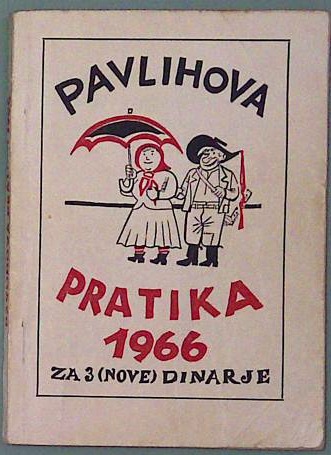 PAVLIHOVA
PRATIKA
1966
ZA 3 (NOVE) DINARJE